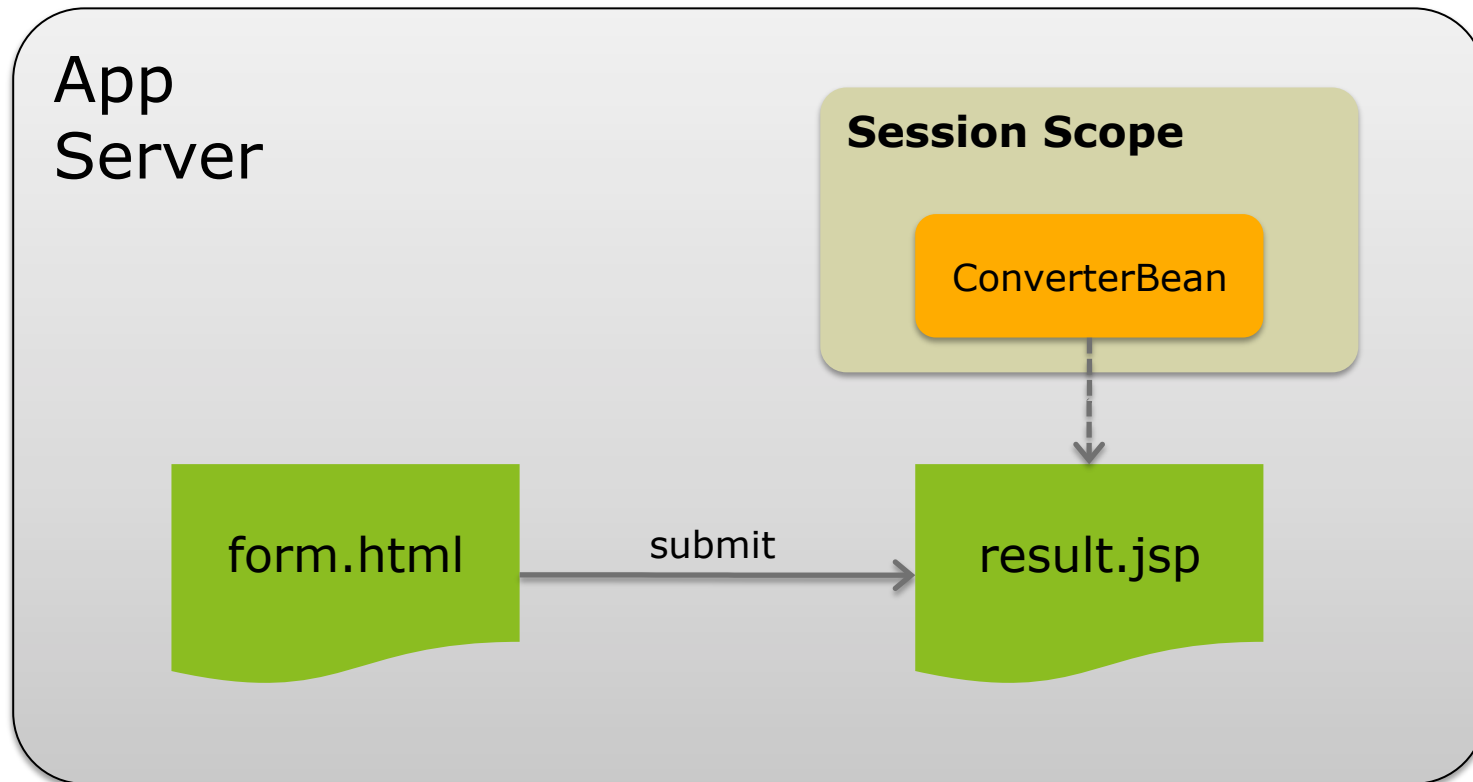 App
Server
Session Scope
ConverterBean
form.html
submit
result.jsp